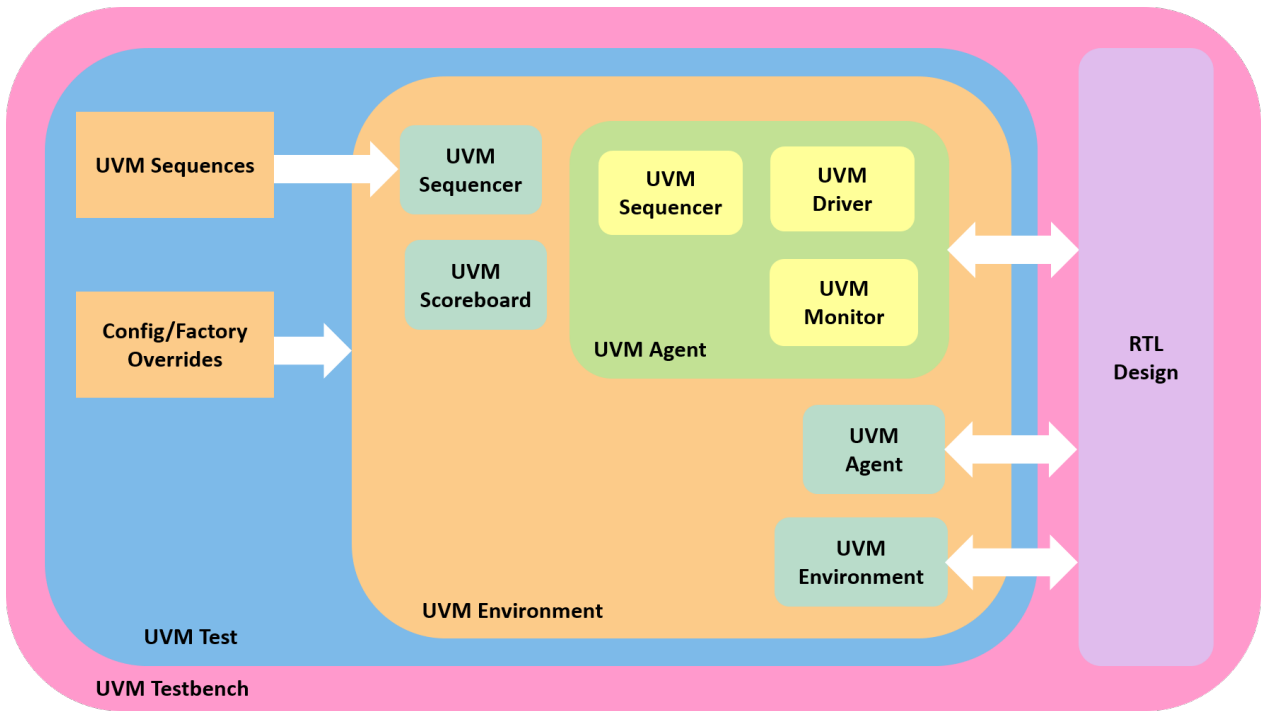 UVM Sequences
Config/Factory
Overrides
UVM
Sequencer
UVM
Scoreboard
UVM
Sequencer
UVM
Driver
UVM
Monitor
UVM Agent
UVM
Agent
UVM
Environment
UVM Environment
UVM Test
UVM Testbench
RTL
Design